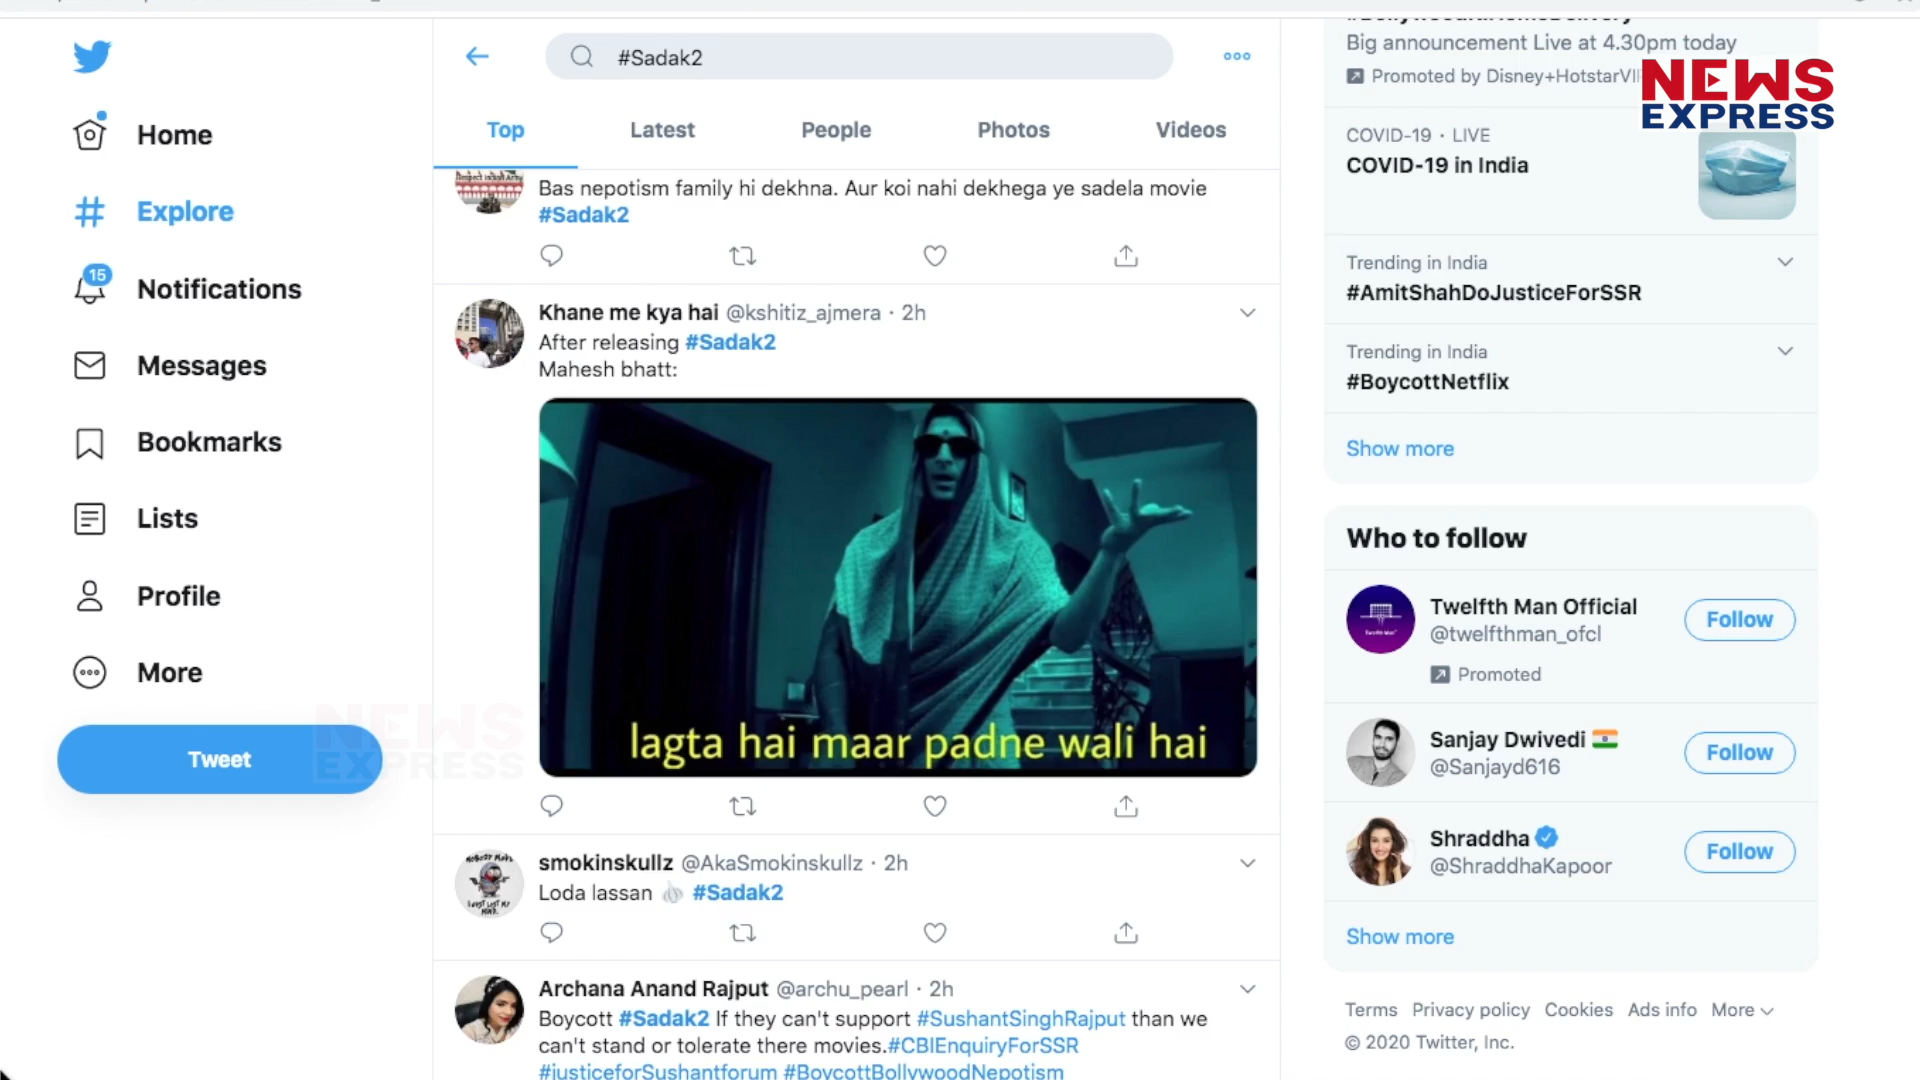 Home
Explore
15
Notifications
Messages
Bookmarks
Lists
Profile
More
Tweet
#Sadak2
Top
Latest
People
Photos
Videos
Bas nepotism family hi dekhna. Aur koi nahi dekhega ye sadela movie
#Sadak2
Khane me kya hai @kshitiz_ajmera · 2h
After releasing #Sadak2
Mahesh bhatt:
lagta hai maar padne wali hai
smokinskullz @AkaSmokinskullz · 2h
Loda lassan 🧄 #Sadak2
Archana Anand Rajput @archu_pearl · 2h
Boycott #Sadak2 If they can't support #SushantSinghRajput than we
can't stand or tolerate there movies.#CBIEnquiryForSSR
#justiceforSushantforum #BoycottBollywoodNepotism
Big announcement Live at 4.30pm today
Promoted by Disney+HotstarVI
NEWS
EXPRESS
COVID-19 · LIVE
COVID-19 in India
Trending in India
#AmitShahDoJusticeForSSR
Trending in India
#BoycottNetflix
Show more
Who to follow
Twelfth Man Official
@twelfthman_ofcl
Follow
Promoted
Sanjay Dwivedi 🇮🇳
@Sanjayd616
Follow
Shraddha
@ShraddhaKapoor
Follow
Show more
Terms Privacy policy Cookies Ads info More
© 2020 Twitter, Inc.
NEWS
EXPRESS